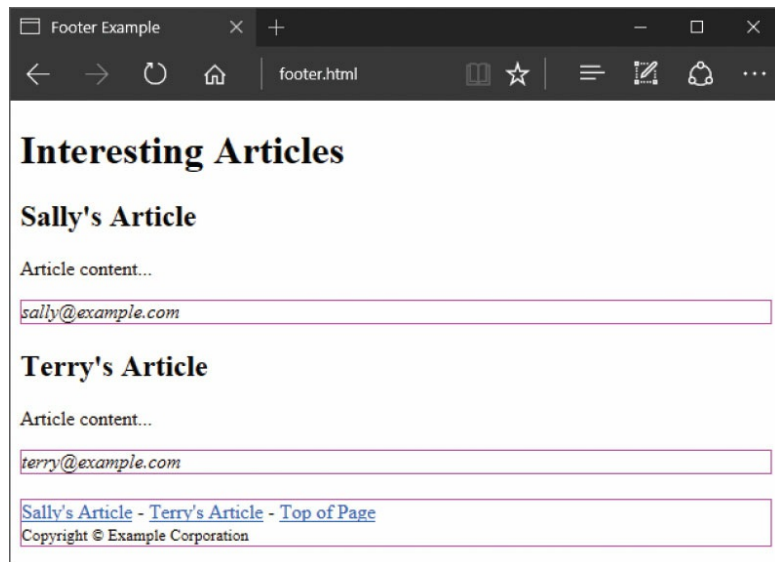 Footer Example
footer.html
Interesting Articles
Sally's Article
Article content...
sally@example.com
Terry's Article
Article content...
terry@example.com
Sally's Article - Terry's Article - Top of Page
Copyright © Example Corporation